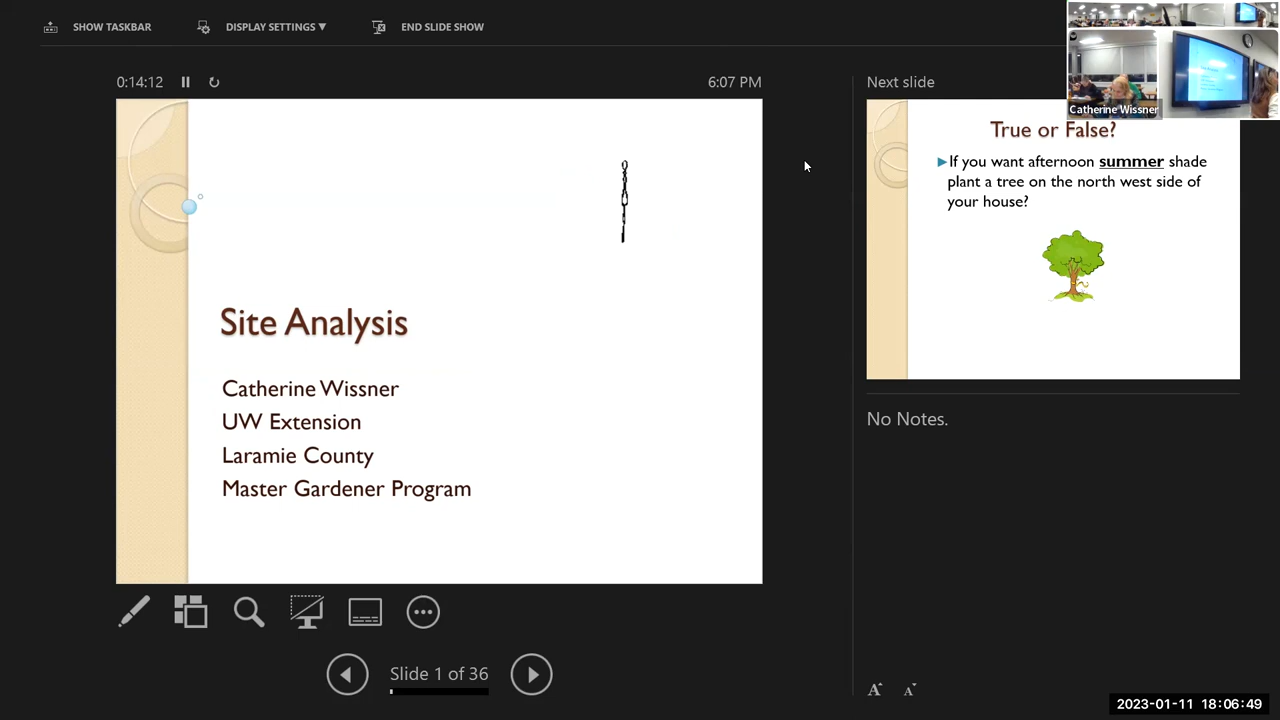 SHOW TASKBAR
DISPLAY SETTINGS ▼
END SLIDE SHOW
0:14:12
6:07 PM
Next slide
Catherine Wissner
Site Analysis
Catherine Wissner
UW Extension
Laramie County
Master Gardener Program
True or False?
►If you want afternoon summer shade
plant a tree on the north west side of
your house?
No Notes.
Slide 1 of 36
A A
2023-01-11 18:06:49